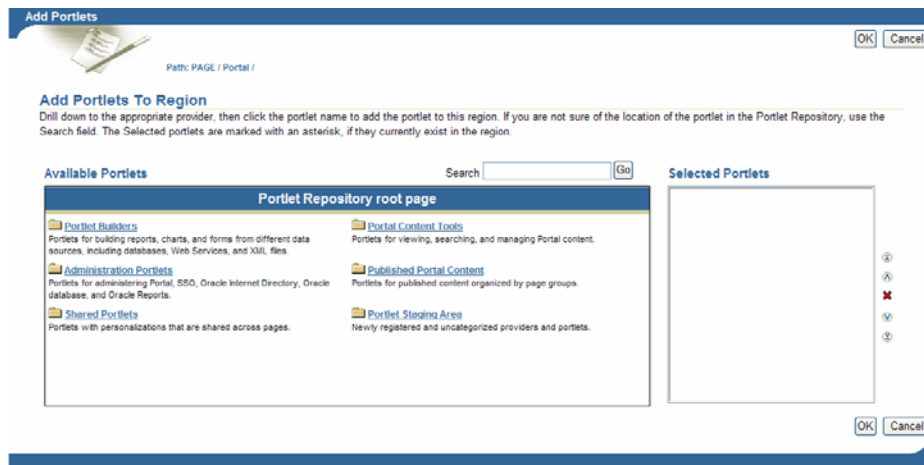 Add Portlets
OK Cancel
Path: PAGE / Portal /
Add Portlets To Region
Drill down to the appropriate provider, then click the portlet name to add the portlet to this region. If you are not sure of the location of the portlet in the Portlet Repository, use the
Search field. The Selected portlets are marked with an asterisk, if they currently exist in the region.
Available Portlets
Search Go
Selected Portlets
Portlet Repository root page
Portlet Builders
Portlets for building reports, charts, and forms from different data
sources, including databases, Web Services, and XML files.
Portal Content Tools
Portlets for viewing, searching, and managing Portal content.
Administration Portlets
Portlets for administering Portal, SSO, Oracle Internet Directory, Oracle
database, and Oracle Reports.
Published Portal Content
Portlets for published content organized by page groups.
Shared Portlets
Portlets with personalizations that are shared across pages.
Portlet Staging Area
Newly registered and uncategorized providers and portlets.
OK Cancel